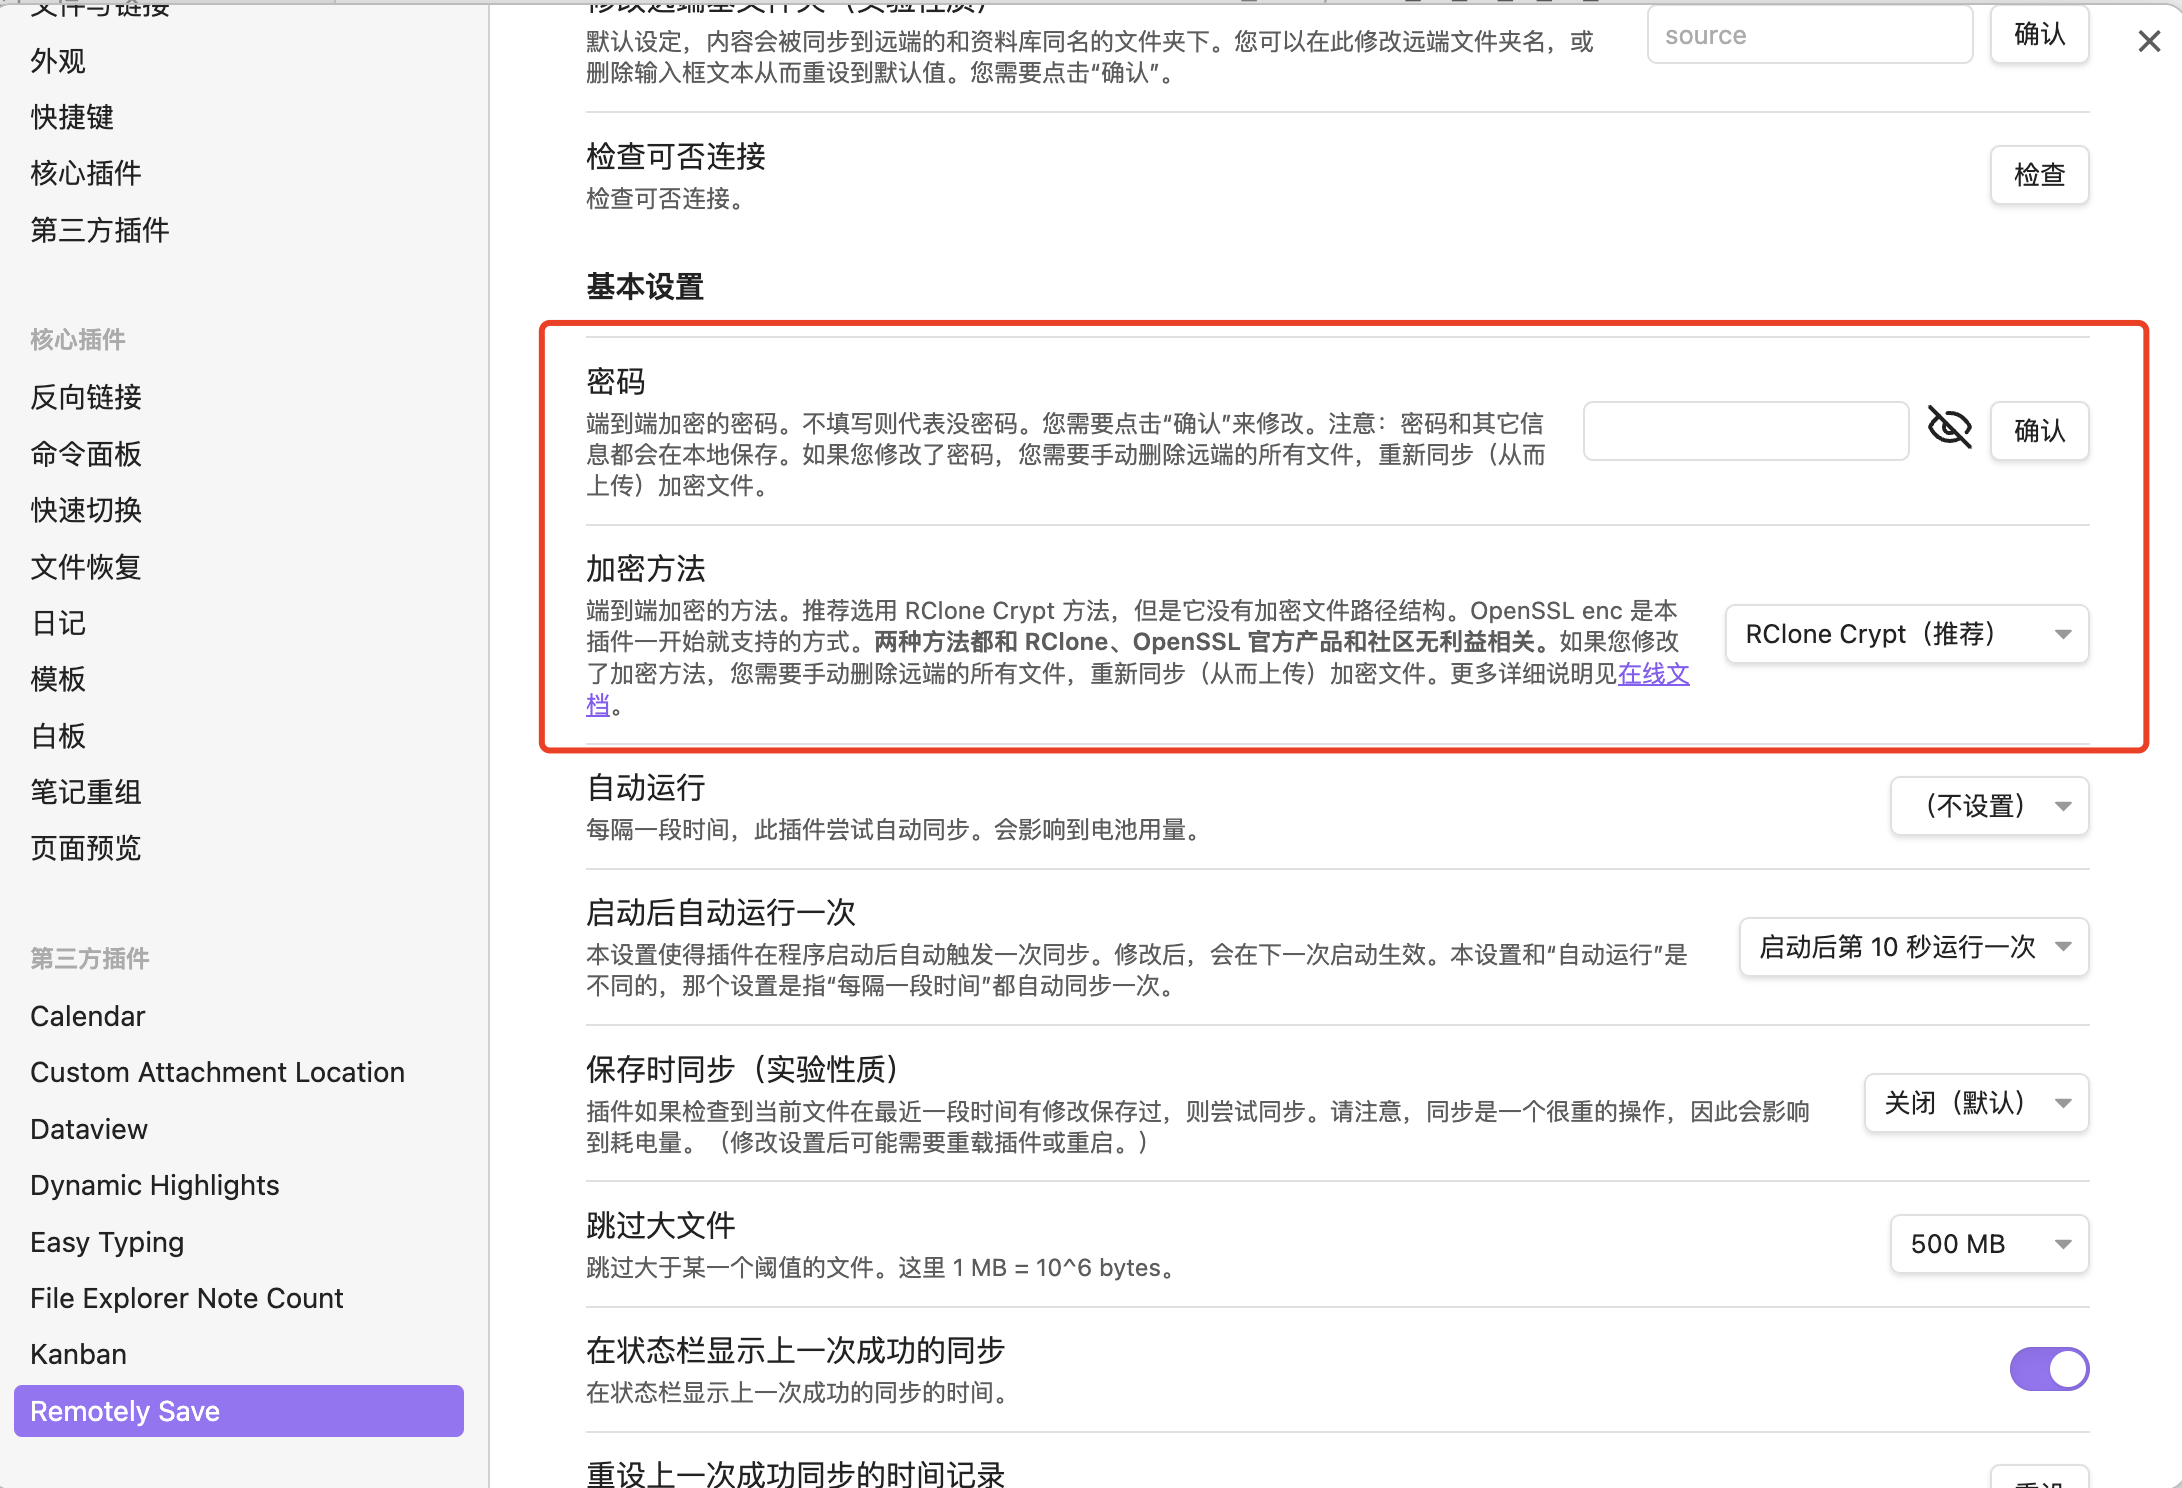 文件与链接
外观
快捷键
核心插件
第三方插件
核心插件
反向链接
命令面板
快速切换
文件恢复
日记
模板
白板
笔记重组
页面预览
第三方插件
Calendar
Custom Attachment Location
Dataview
Dynamic Highlights
Easy Typing
File Explorer Note Count
Kanban
Remotely Save
修改远端基文件夹（实验性质）
默认设定，内容会被同步到远端的和资料库同名的文件夹下。您可以在此修改远端文件夹名，或
删除输入框文本从而重设到默认值。您需要点击“确认”。
source
确认
检查可否连接
检查可否连接。
检查
基本设置
密码
端到端加密的密码。不填写则代表没密码。您需要点击“确认”来修改。注意：密码和其它信
息都会在本地保存。如果您修改了密码，您需要手动删除远端的所有文件，重新同步（从而
上传）加密文件。
确认
加密方法
端到端加密的方法。推荐选用 RClone Crypt 方法，但是它没有加密文件路径结构。OpenSSL enc 是本
插件一开始就支持的方式。两种方法都和 RClone、OpenSSL 官方产品和社区无利益相关。如果您修改
了加密方法，您需要手动删除远端的所有文件，重新同步（从而上传）加密文件。更多详细说明见在线文
档。
RClone Crypt（推荐）
自动运行
每隔一段时间，此插件尝试自动同步。会影响到电池用量。
（不设置）
启动后自动运行一次
本设置使得插件在程序启动后自动触发一次同步。修改后，会在下一次启动生效。本设置和“自动运行”是
不同的，那个设置是指“每隔一段时间”都自动同步一次。
启动后第 10 秒运行一次
保存时同步（实验性质）
插件如果检查到当前文件在最近一段时间有修改保存过，则尝试同步。请注意，同步是一个很重的操作，因此会影响
到耗电量。（修改设置后可能需要重载插件或重启。）
关闭（默认）
跳过大文件
跳过大于某一个阈值的文件。这里 1 MB = 10^6 bytes。
500 MB
在状态栏显示上一次成功的同步
在状态栏显示上一次成功的同步的时间。
重设上一次成功同步的时间记录
重设